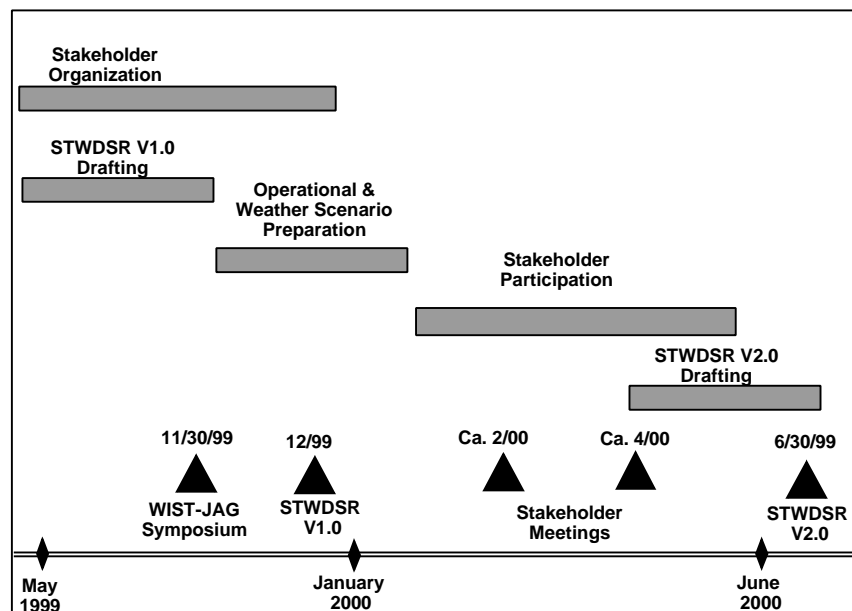 Stakeholder
Organization
STWDSR V1.0
Drafting
Operational &
Weather Scenario
Preparation
Stakeholder
Participation
STWDSR V2.0
Drafting
11/30/99
12/99
Ca. 2/00
Ca. 4/00
6/30/99
WIST-JAG
Symposium
STWDSR
V1.0
Stakeholder
Meetings
STWDSR
V2.0
May
1999
January
2000
June
2000